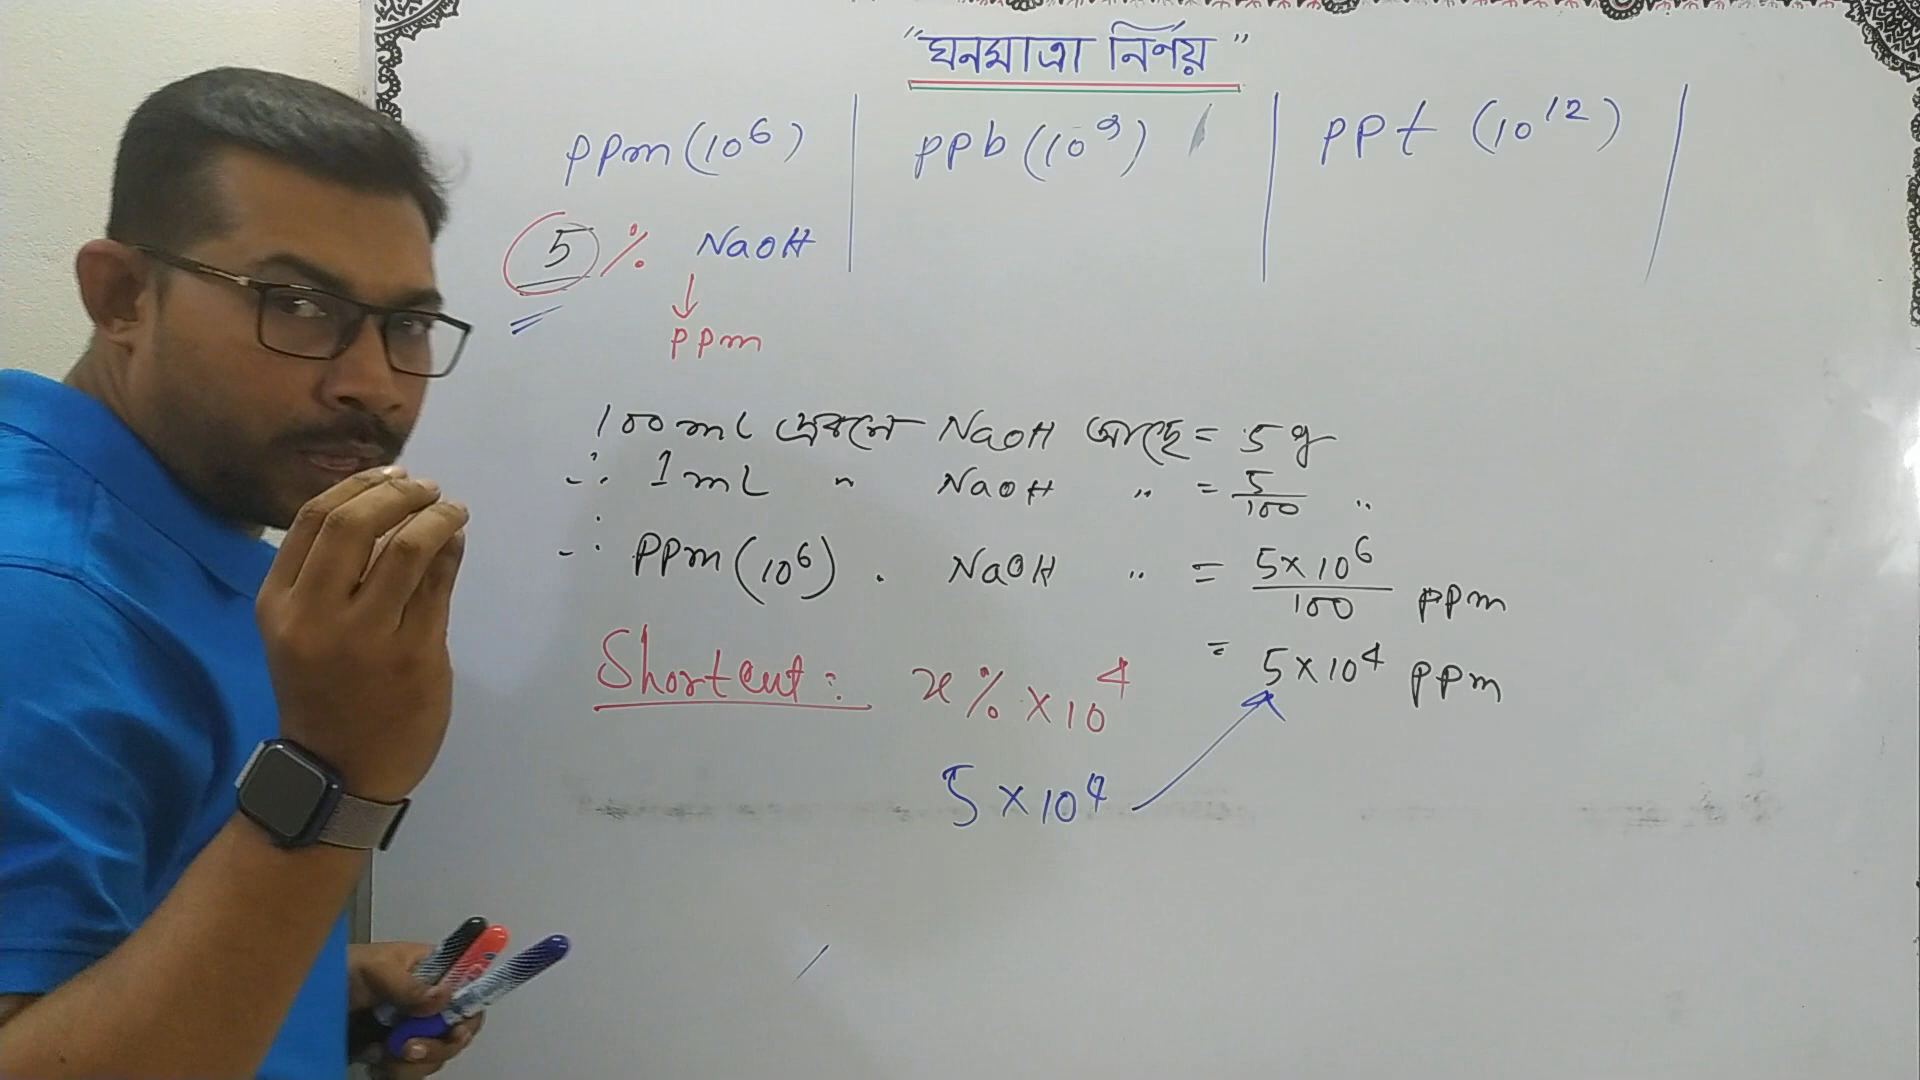 "ঘনমাত্রা নির্ণয়"
ppm (10⁶) | ppb (10⁹) | ppt (10¹²) |
5 % NaOH
↓
ppm
100 mL দ্রবনে NaOH আছে = 5 g
∴ 1 mL " NaOH " = 5/100 "
∴ ppm (10⁶) . NaOH " = 5×10⁶/100 ppm
= 5×10⁴ ppm
Shortcut : x% × 10⁴
5 × 10⁴